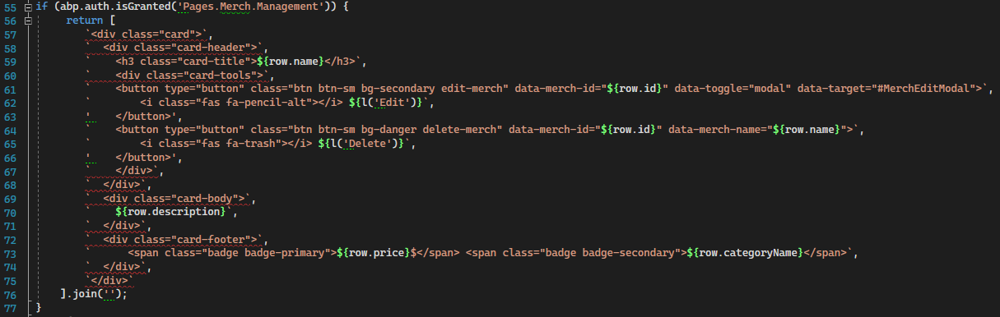 55 if (abp.auth.isGranted('Pages.Merch.Management')) {
56     return [
57        `<div class="card">`,
58        `  <div class="card-header">`,
59        `    <h3 class="card-title">${row.name}</h3>`,
60        `    <div class="card-tools">`,
61        `    <button type="button" class="btn btn-sm bg-secondary edit-merch" data-merch-id="${row.id}" data-toggle="modal" data-target="#MerchEditModal">`,
62        `        <i class="fas fa-pencil-alt"></i> ${l('Edit')}`,
63        '    </button>',
64        `    <button type="button" class="btn btn-sm bg-danger delete-merch" data-merch-id="${row.id}" data-merch-name="${row.name}">`,
65        `        <i class="fas fa-trash"></i> ${l('Delete')}`,
66        '    </button>',
67        `    </div>`,
68        `  </div>`,
69        `  <div class="card-body">`,
70        `    ${row.description}`,
71        `  </div>`,
72        `  <div class="card-footer">`,
73        `      <span class="badge badge-primary">${row.price}$</span> <span class="badge badge-secondary">${row.categoryName}</span>`,
74        `  </div>`,
75        `</div>`
76    ].join('');
77 }